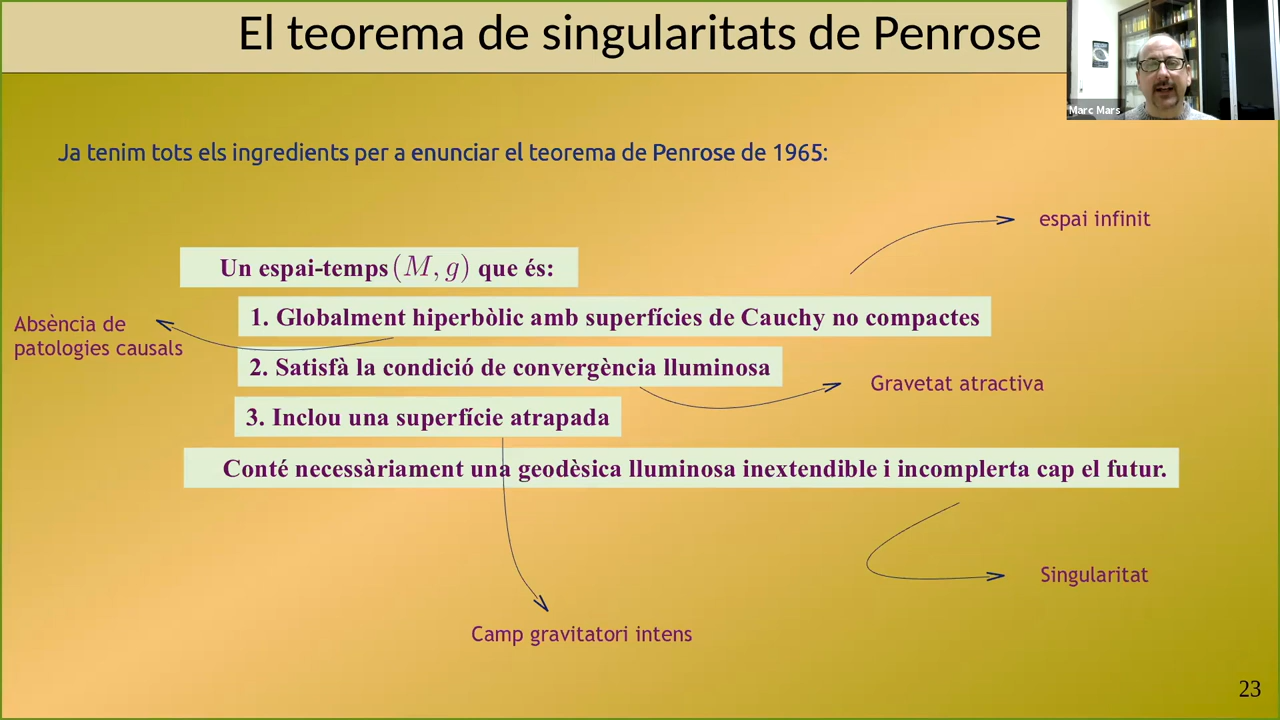 El teorema de singularitats de Penrose
Marc Mars
Ja tenim tots els ingredients per a enunciar el teorema de Penrose de 1965:
espai infinit
Un espai-temps (M, g) que és:
1. Globalment hiperbòlic amb superfícies de Cauchy no compactes
Absència de
patologies causals
2. Satisfà la condició de convergència lluminosa
Gravetat atractiva
3. Inclou una superfície atrapada
Conté necessàriament una geodèsica lluminosa inextendible i incomplerta cap el futur.
Singularitat
Camp gravitatori intens
23